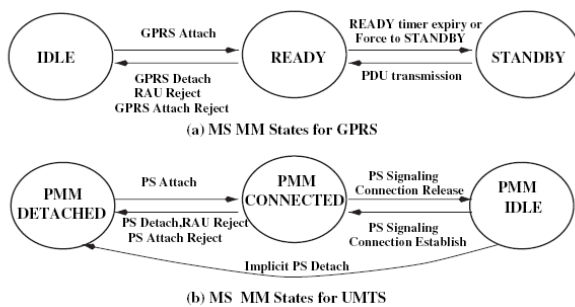 GPRS Attach
READY timer expiry or
Force to STANDBY
IDLE
READY
STANDBY
GPRS Detach
RAU Reject
GPRS Attach Reject
PDU transmission
(a) MS MM States for GPRS
PS Attach
PS Signaling
Connection Release
PMM
DETACHED
PMM
CONNECTED
PMM
IDLE
PS Detach,RAU Reject
PS Attach Reject
PS Signaling
Connection Establish
Implicit PS Detach
(b) MS MM States for UMTS